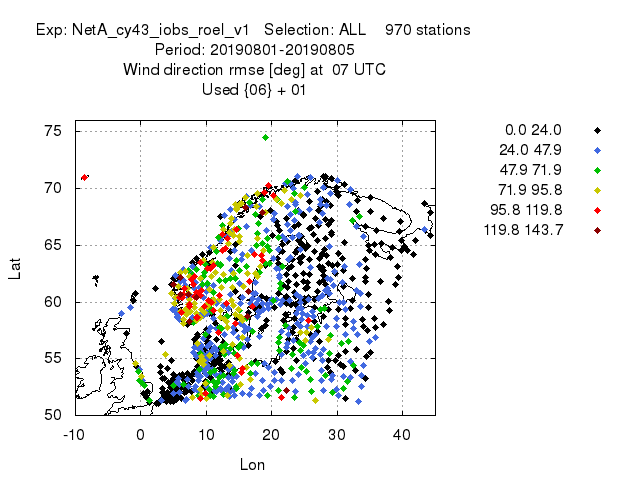 Exp: NetA_cy43_iobs_roel_v1 Selection: ALL 970 stations
Period: 20190801-20190805
Wind direction rmse [deg] at 07 UTC
Used {06} + 01
0.0 24.0
24.0 47.9
47.9 71.9
71.9 95.8
95.8 119.8
119.8 143.7
75
70
65
60
55
50
Lat
-10 0 10 20 30 40
Lon